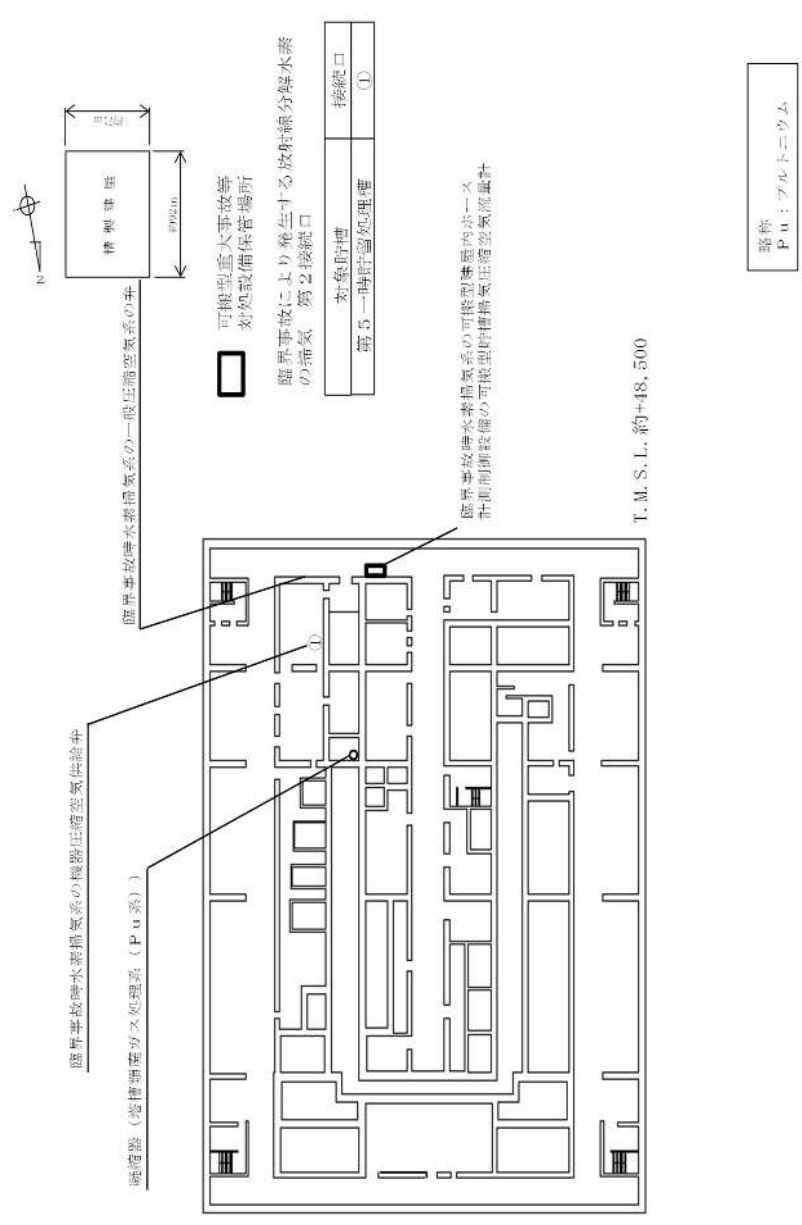 臨界事故時水素掃気系の機器圧縮空気供給弁
凝縮器（塔槽類廃ガス処理系（Pu系））
臨界事故時水素掃気系の一般圧縮空気系の弁
①
N
精製建屋
約92m
可搬型重大事故等
対処設備保管場所
臨界事故により発生する放射線分解水素
の掃気　第2接続口
対象貯槽
接続口
第5一時貯留処理槽
①
臨界事故時水素掃気系の可搬型建屋内ホース
計測制御設備の可搬型貯槽掃気圧縮空気流量計
T.M.S.L.約+48,500
略称
Pu：プルトニウム